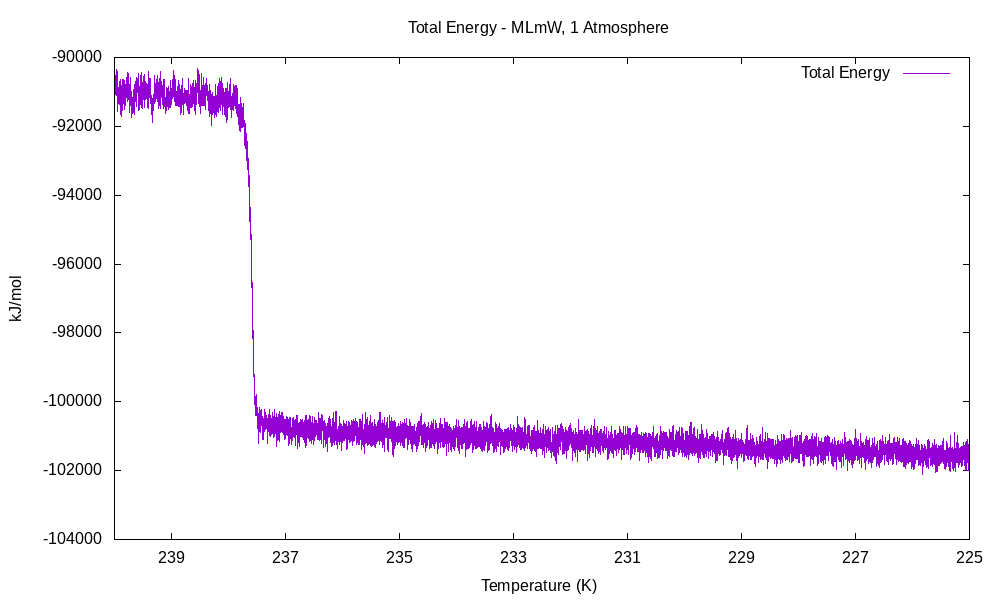 Total Energy - MLmW, 1 Atmosphere
Total Energy
-90000
-92000
-94000
-96000
-98000
-100000
-102000
-104000
kJ/mol
239 237 235 233 231 229 227 225
Temperature (K)